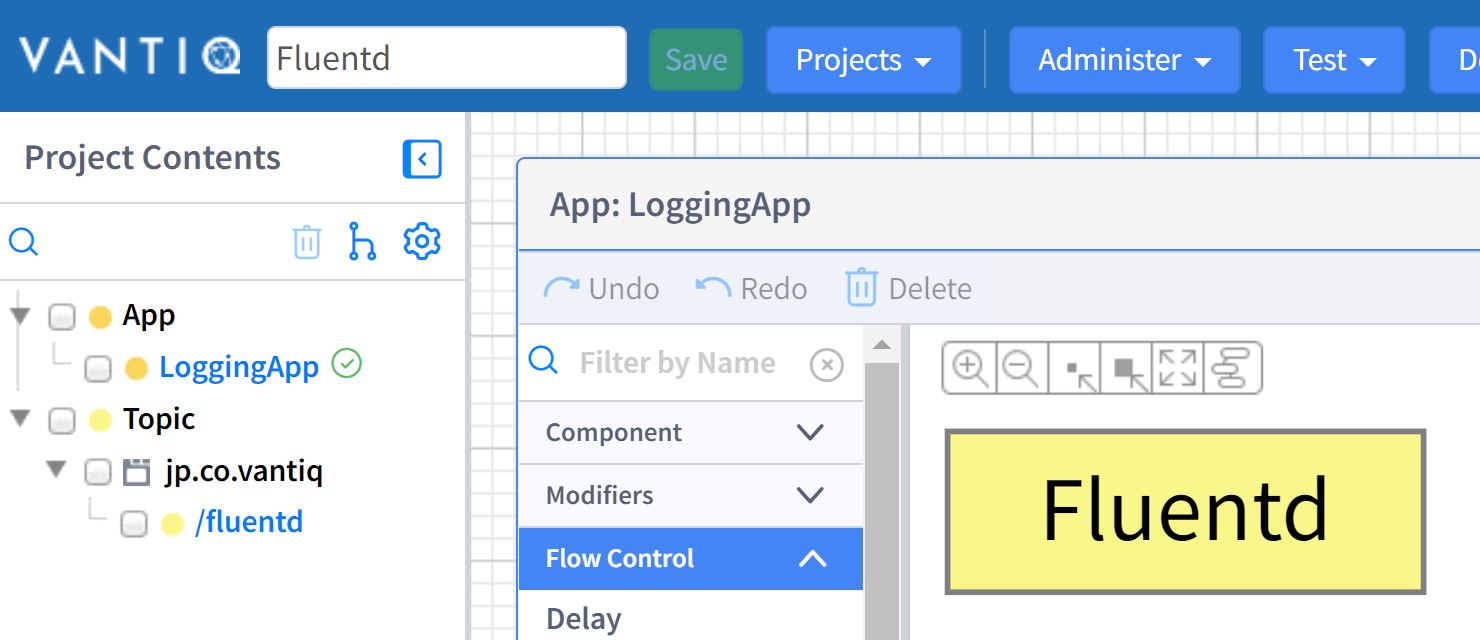 VANTIQ Fluentd Save Projects Administer Test
Project Contents
App: LoggingApp
Undo Redo Delete
App
LoggingApp
Topic
jp.co.vantiq
/fluentd
Filter by Name
Component
Modifiers
Flow Control
Delay
Fluentd